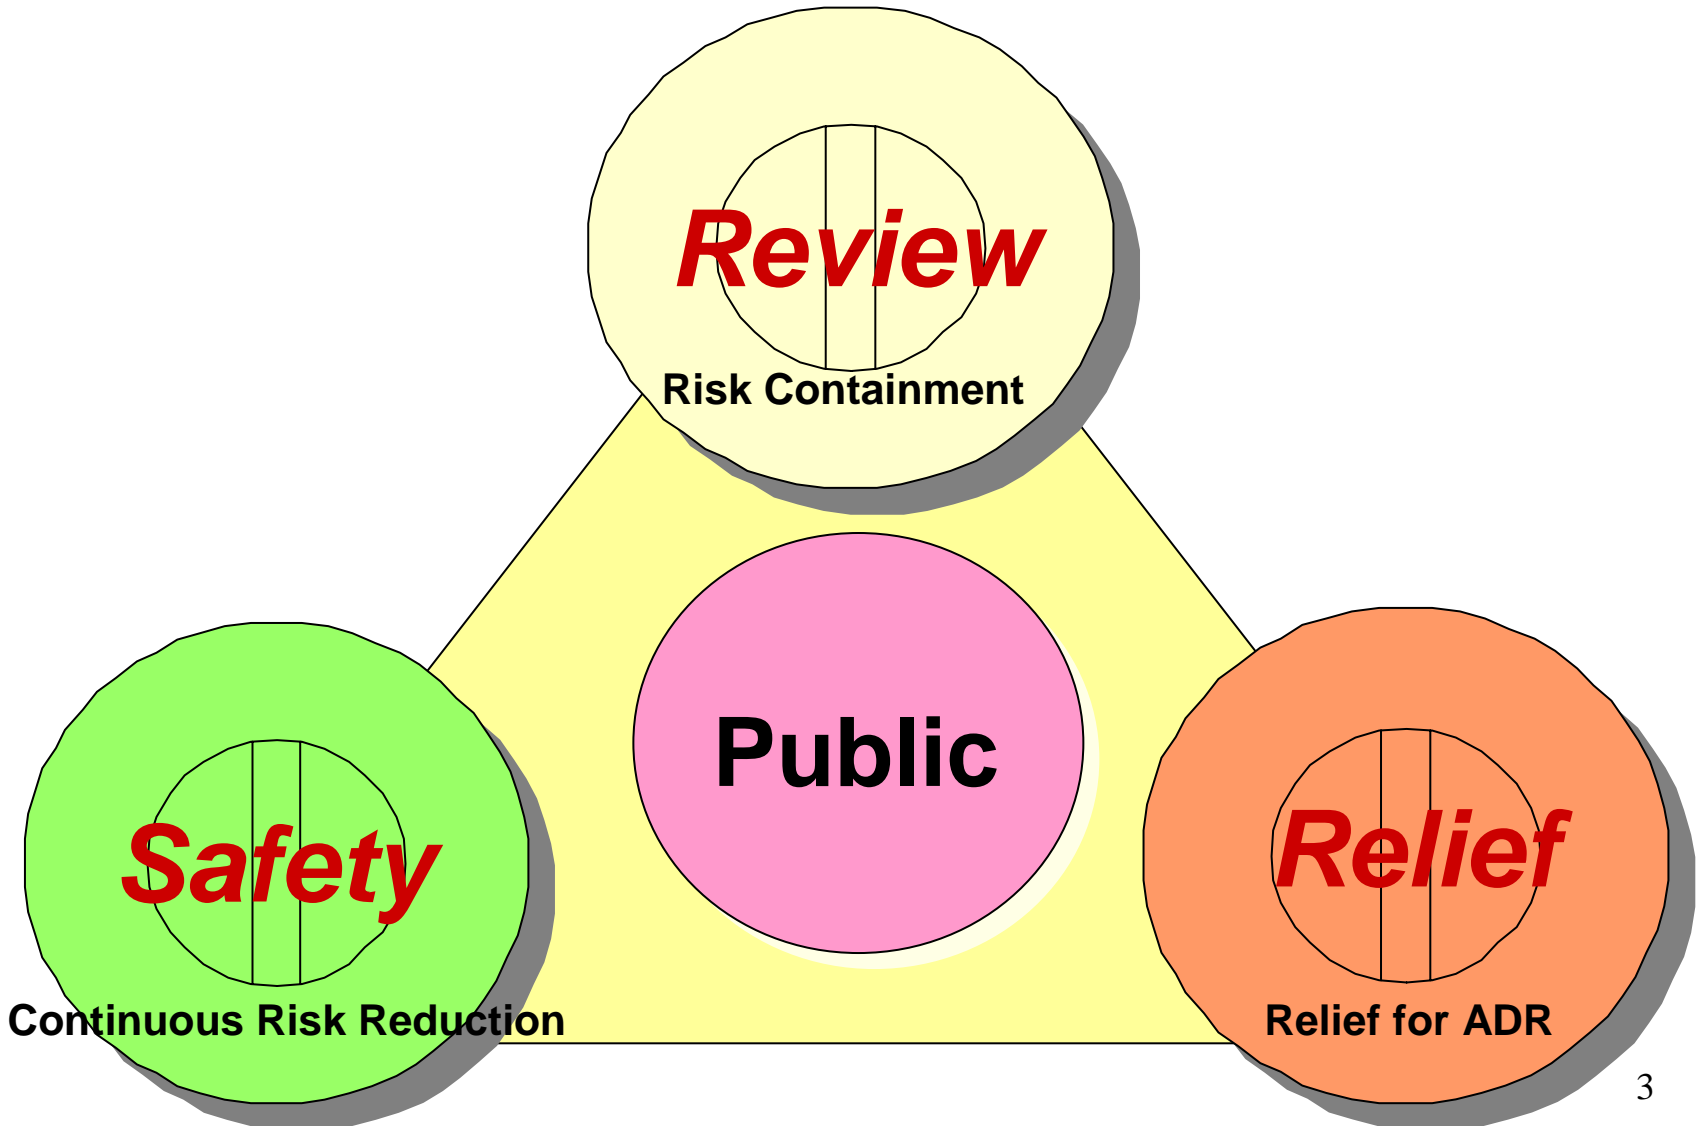 Review
Risk Containment
Public
Safety
Continuous Risk Reduction
Relief
Relief for ADR
3